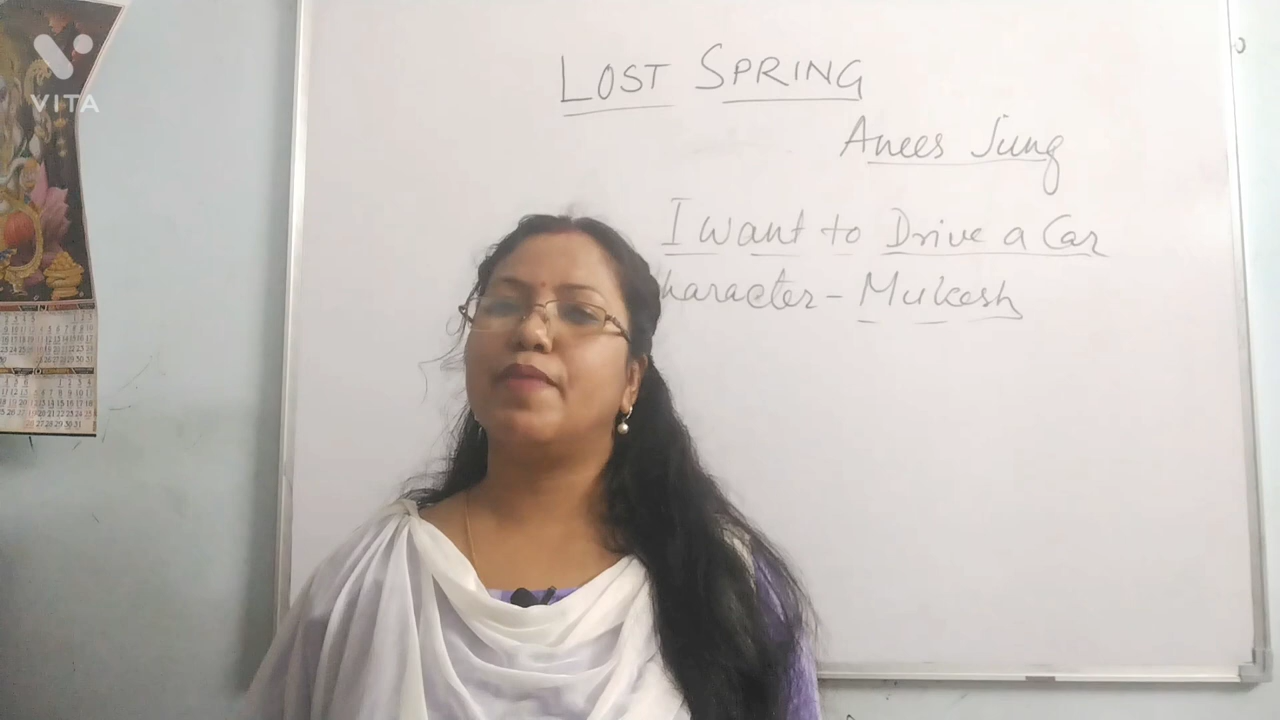 VITA
LOST SPRING
Anees Jung
I want to Drive a Car
haracter - Mukesh